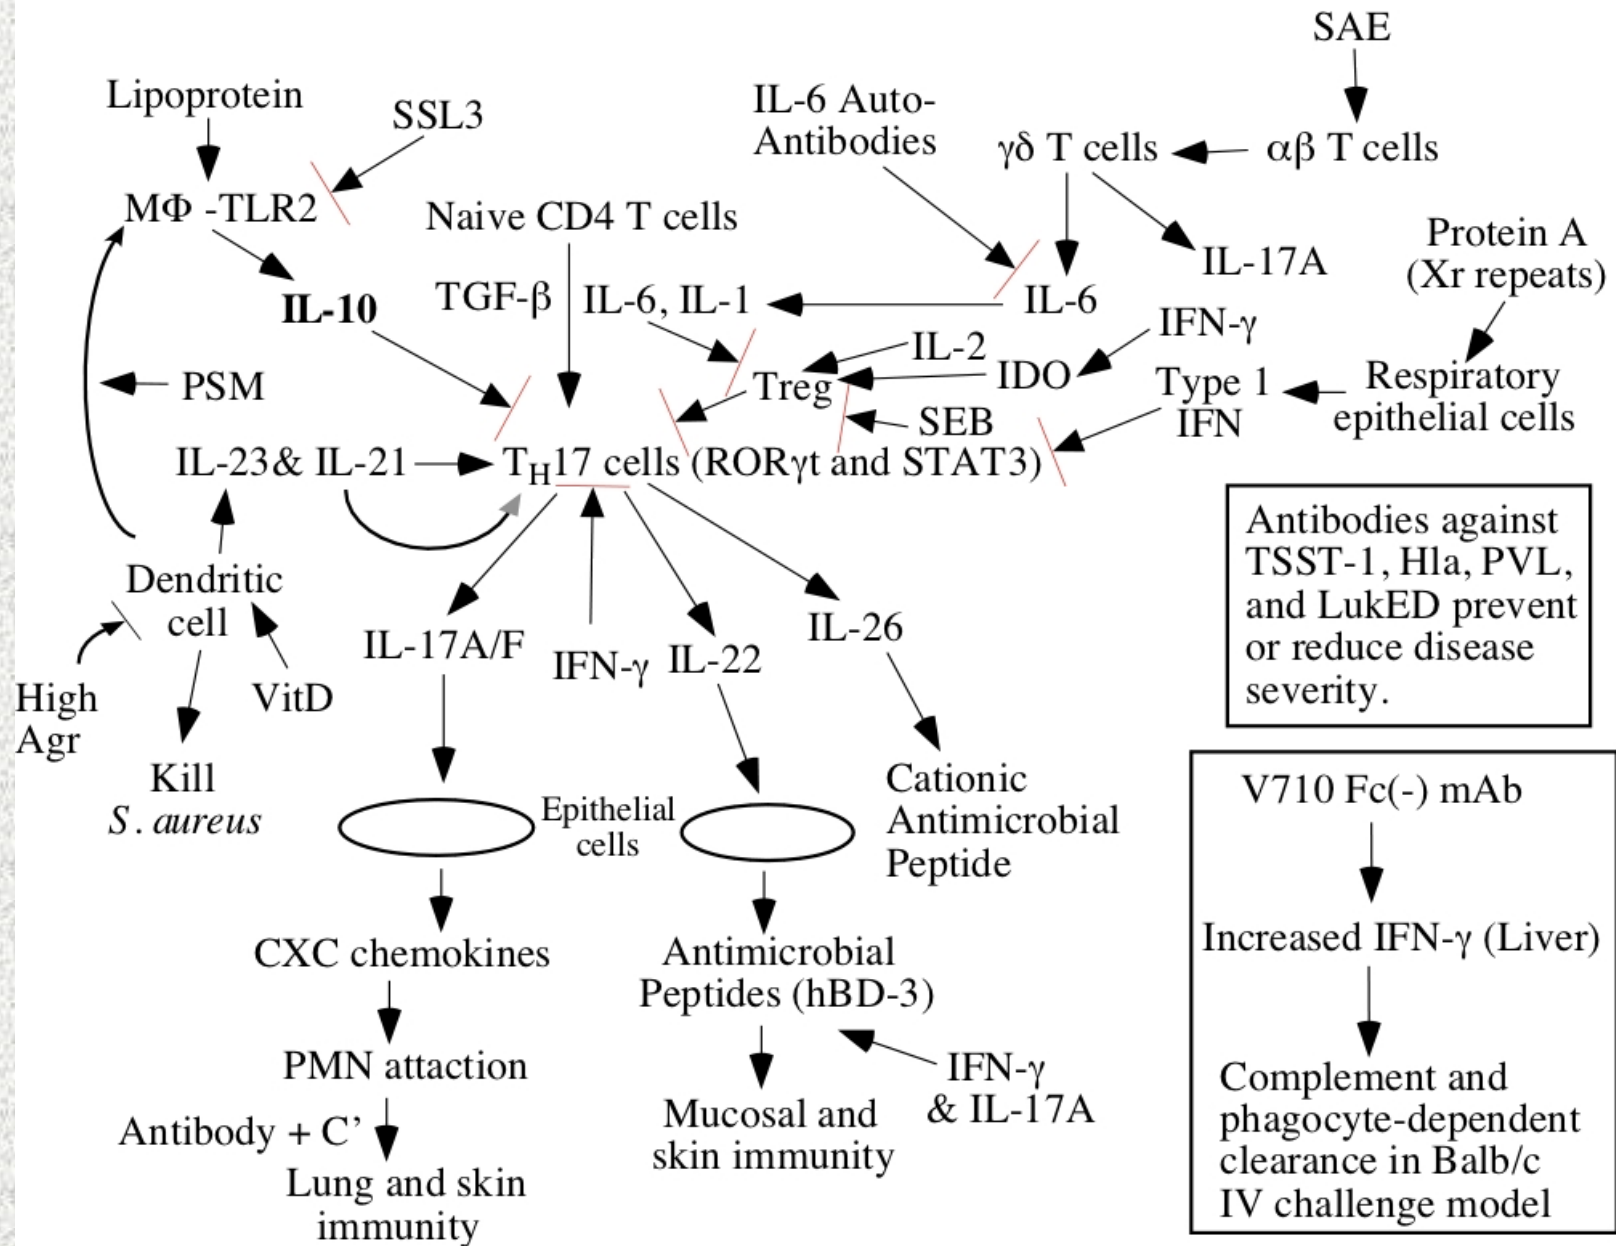 SAE
Lipoprotein
SSL3
IL-6 Auto-
Antibodies
γδ T cells
αβ T cells
MΦ -TLR2
Naive CD4 T cells
IL-17A
Protein A
(Xr repeats)
IL-10
TGF-β
IL-6, IL-1
IL-6
IFN-γ
IL-2
PSM
Treg
IDO
Type 1
IFN
Respiratory
epithelial cells
SEB
IL-23& IL-21
TH17 cells (RORγt and STAT3)
Antibodies against
TSST-1, Hla, PVL,
and LukED prevent
or reduce disease
severity.
Dendritic
cell
High
Agr
VitD
IL-17A/F
IFN-γ
IL-22
IL-26
Kill
S. aureus
Epithelial
cells
Cationic
Antimicrobial
Peptide
V710 Fc(-) mAb
Increased IFN-γ (Liver)
Complement and
phagocyte-dependent
clearance in Balb/c
IV challenge model
CXC chemokines
PMN attaction
Antibody + C’
Lung and skin
immunity
Antimicrobial
Peptides (hBD-3)
IFN-γ
& IL-17A
Mucosal and
skin immunity